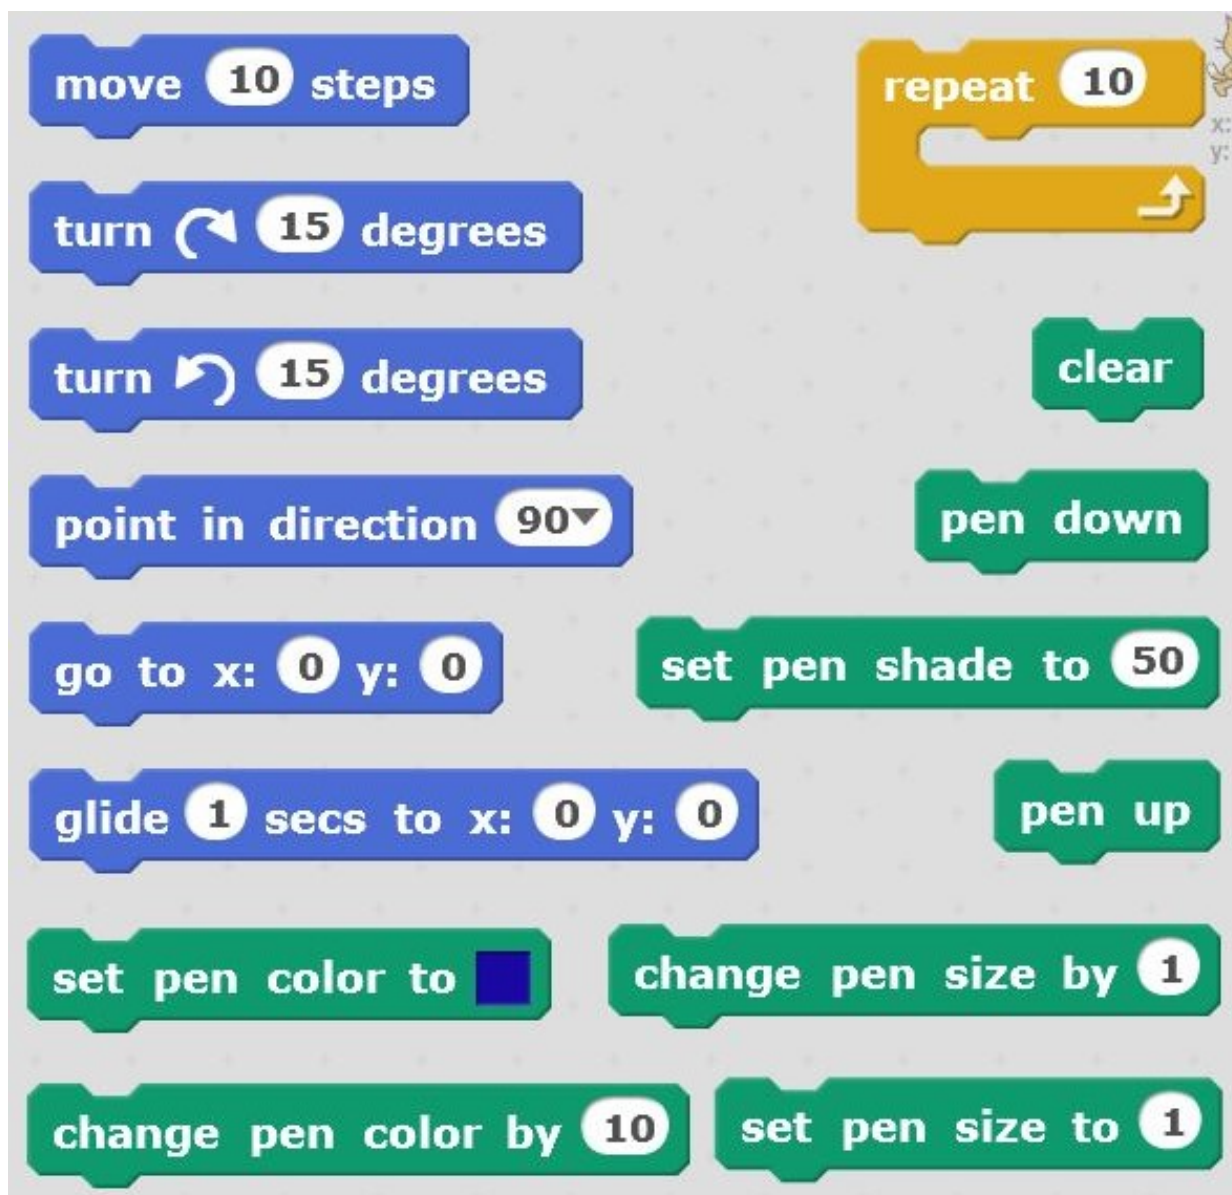 move 10 steps
repeat 10
x:
y:
turn 15 degrees
turn 15 degrees
clear
point in direction 90
pen down
go to x: 0 y: 0
set pen shade to 50
glide 1 secs to x: 0 y: 0
pen up
set pen color to
change pen size by 1
change pen color by 10
set pen size to 1